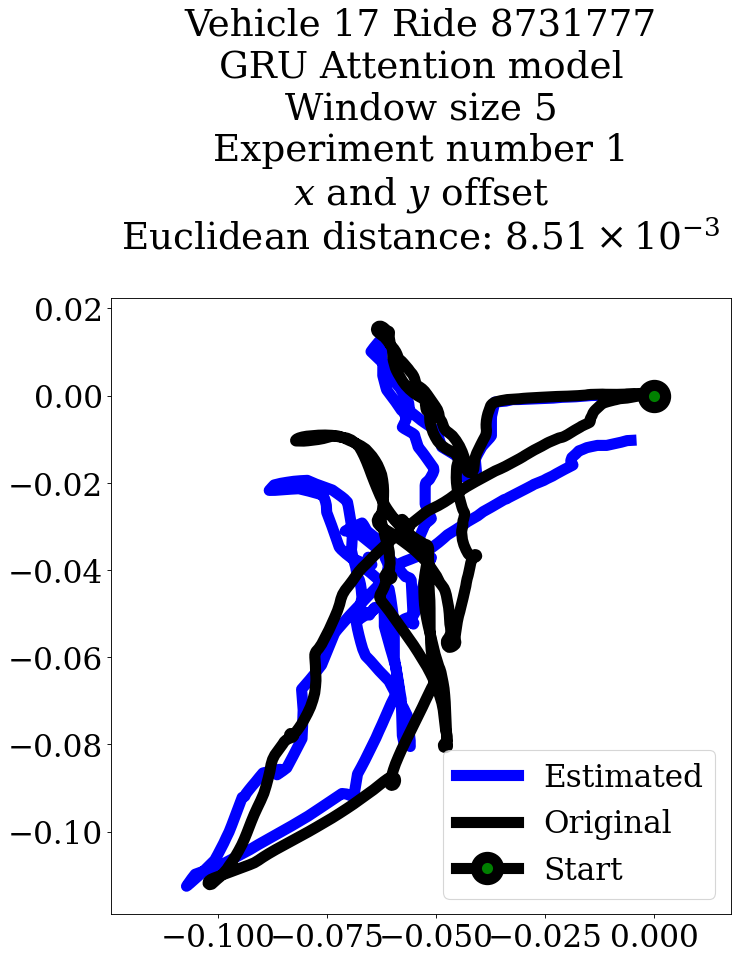 Vehicle 17 Ride 8731777
GRU Attention model
Window size 5
Experiment number 1
x and y offset
Euclidean distance: 8.51 × 10⁻³
0.02
0.00
−0.02
−0.04
−0.06
−0.08
−0.10
Estimated
Original
Start
−0.100 −0.075 −0.050 −0.025 0.000